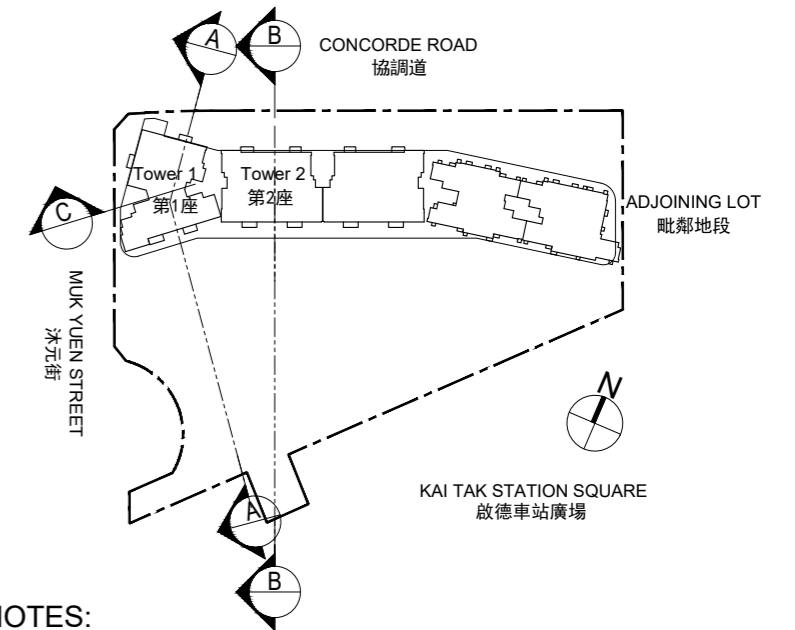 A
B
CONCORDE ROAD
協調道
Tower 1
第1座
Tower 2
第2座
C
ADJOINING LOT
毗鄰地段
MUK YUEN STREET
沐元街
N
KAI TAK STATION SQUARE
啟德車站廣場
A
B
NOTES: